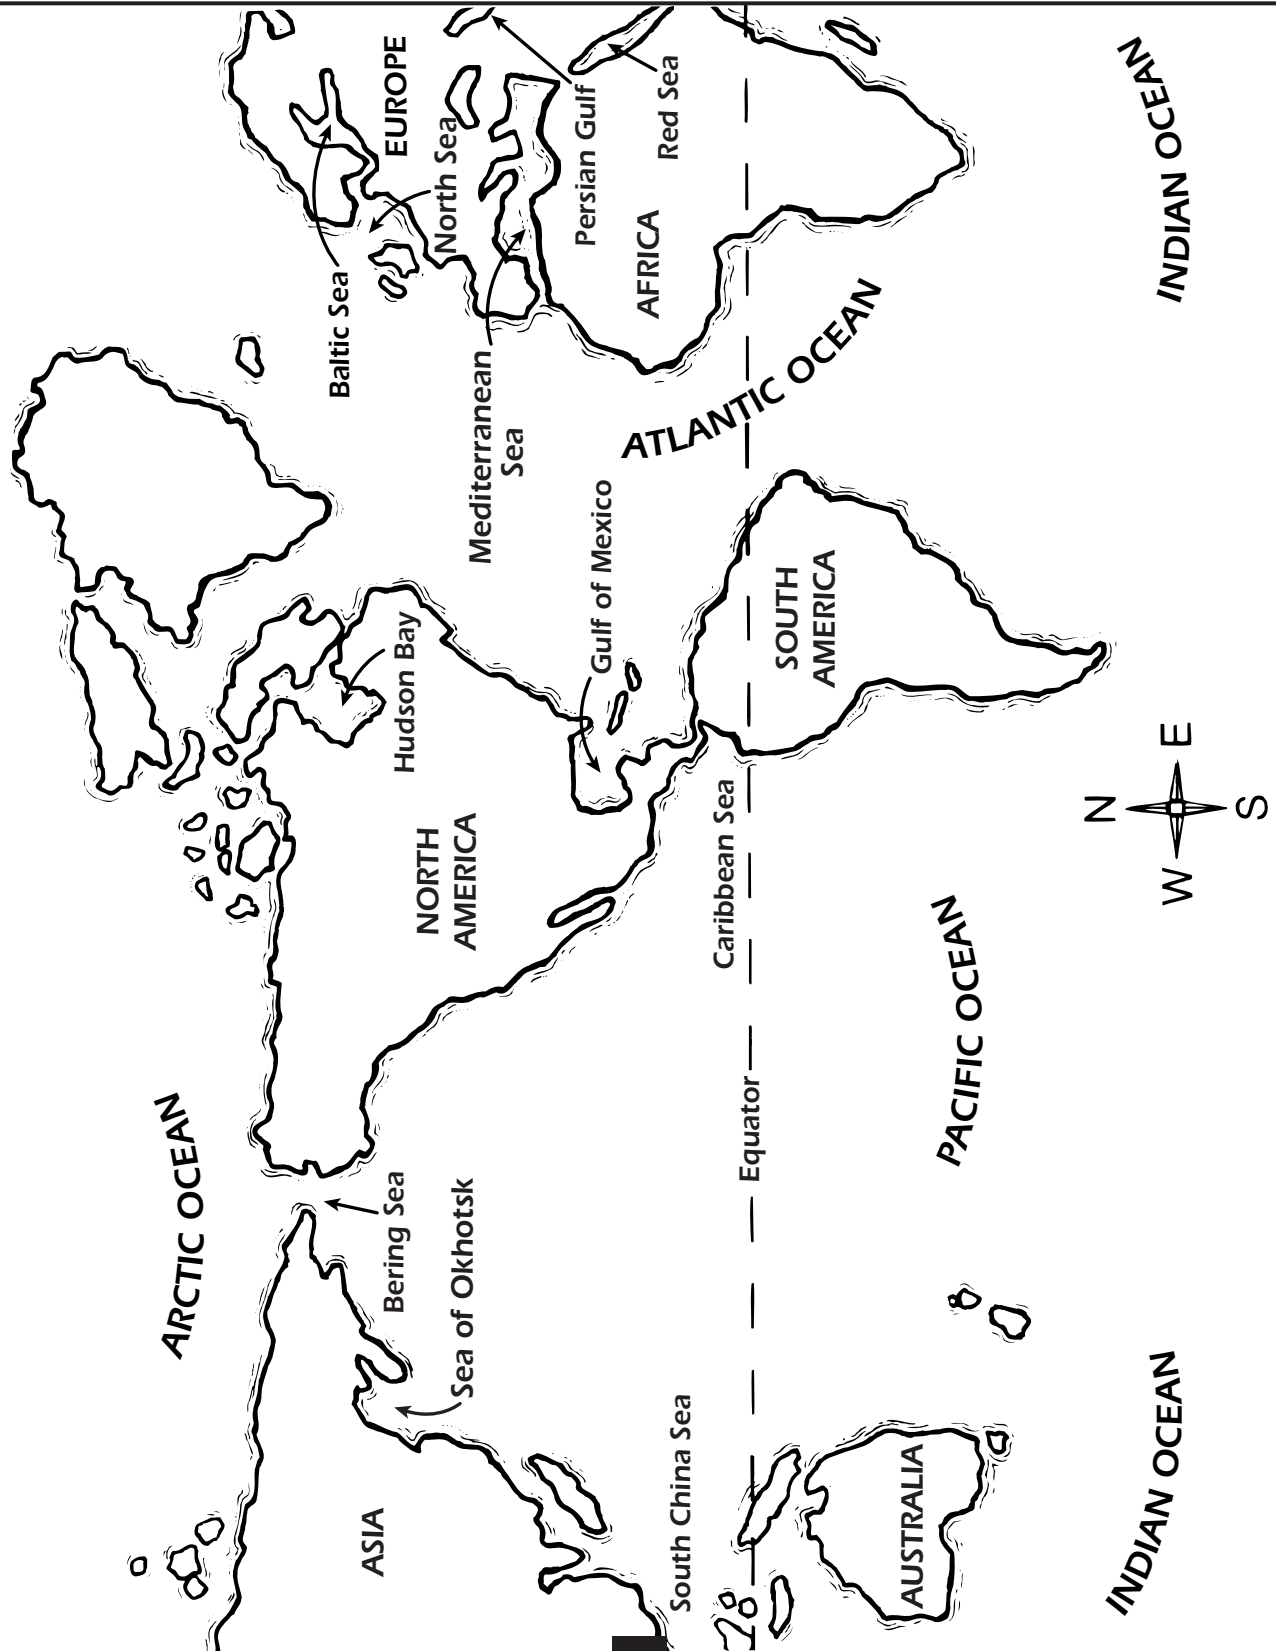 ARCTIC OCEAN
ASIA
Bering Sea
Sea of Okhotsk
NORTH
AMERICA
Hudson Bay
Baltic Sea
EUROPE
North Sea
Mediterranean
Sea
Persian Gulf
Red Sea
AFRICA
Gulf of Mexico
ATLANTIC OCEAN
South China Sea
Caribbean Sea
Equator
SOUTH
AMERICA
AUSTRALIA
PACIFIC OCEAN
INDIAN OCEAN
INDIAN OCEAN
N
W
E
S